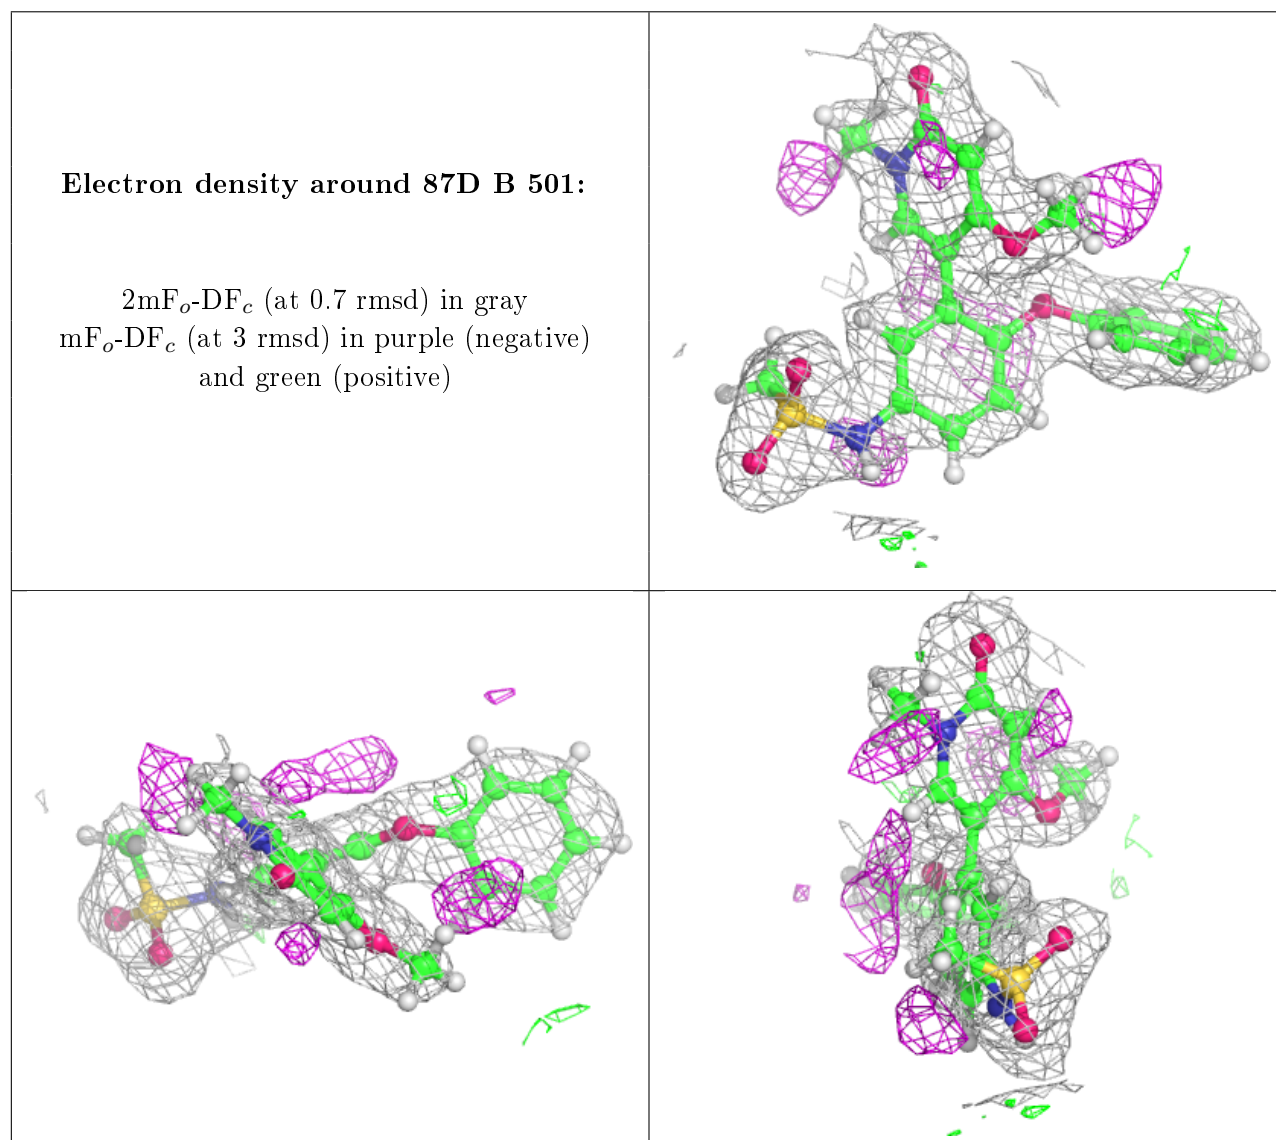 Electron density around 87D B 501:
2mFo-DFc (at 0.7 rmsd) in gray
mFo-DFc (at 3 rmsd) in purple (negative)
and green (positive)